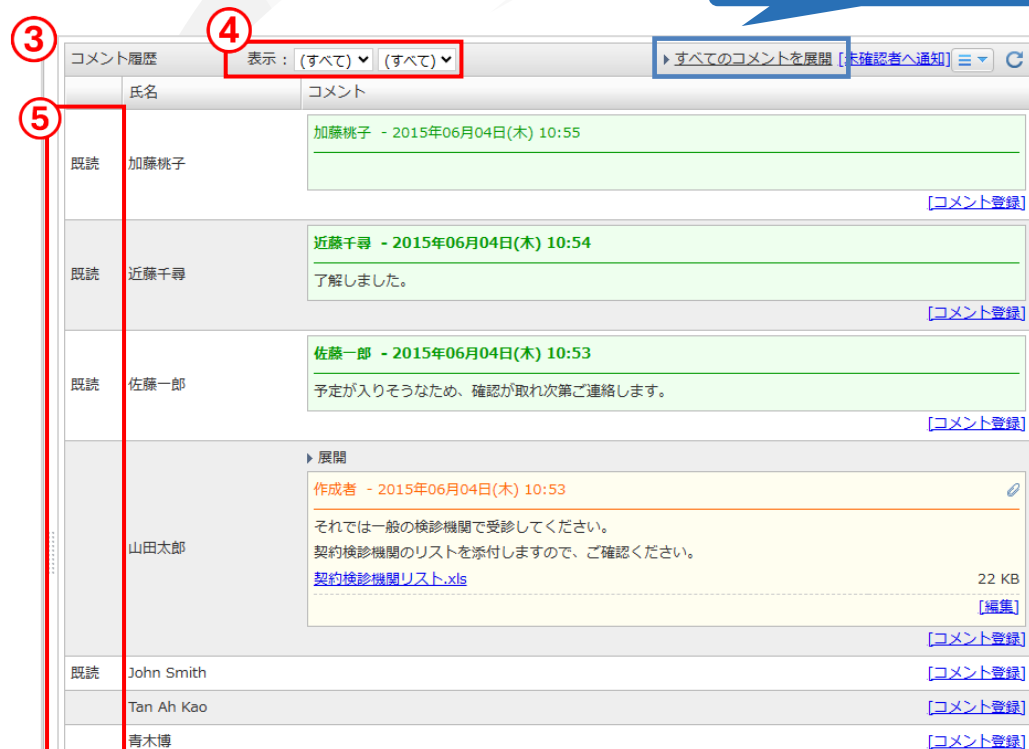 ③
④
コメント履歴 表示 : (すべて) (すべて) すべてのコメントを展開 [未確認者へ通知]
氏名 コメント
⑤
加藤桃子 - 2015年06月04日(木) 10:55
既読 加藤桃子
[コメント登録]
近藤千尋 - 2015年06月04日(木) 10:54
既読 近藤千尋
了解しました。
[コメント登録]
佐藤一郎 - 2015年06月04日(木) 10:53
既読 佐藤一郎
予定が入りそうなため、確認が取れ次第ご連絡します。
[コメント登録]
展開
作成者 - 2015年06月04日(木) 10:53
それでは一般の検診機関で受診してください。
山田太郎
契約検診機関のリストを添付しますので、ご確認ください。
契約検診機関リスト.xls 22 KB
[編集]
[コメント登録]
既読 John Smith [コメント登録]
Tan Ah Kao [コメント登録]
青木博 [コメント登録]